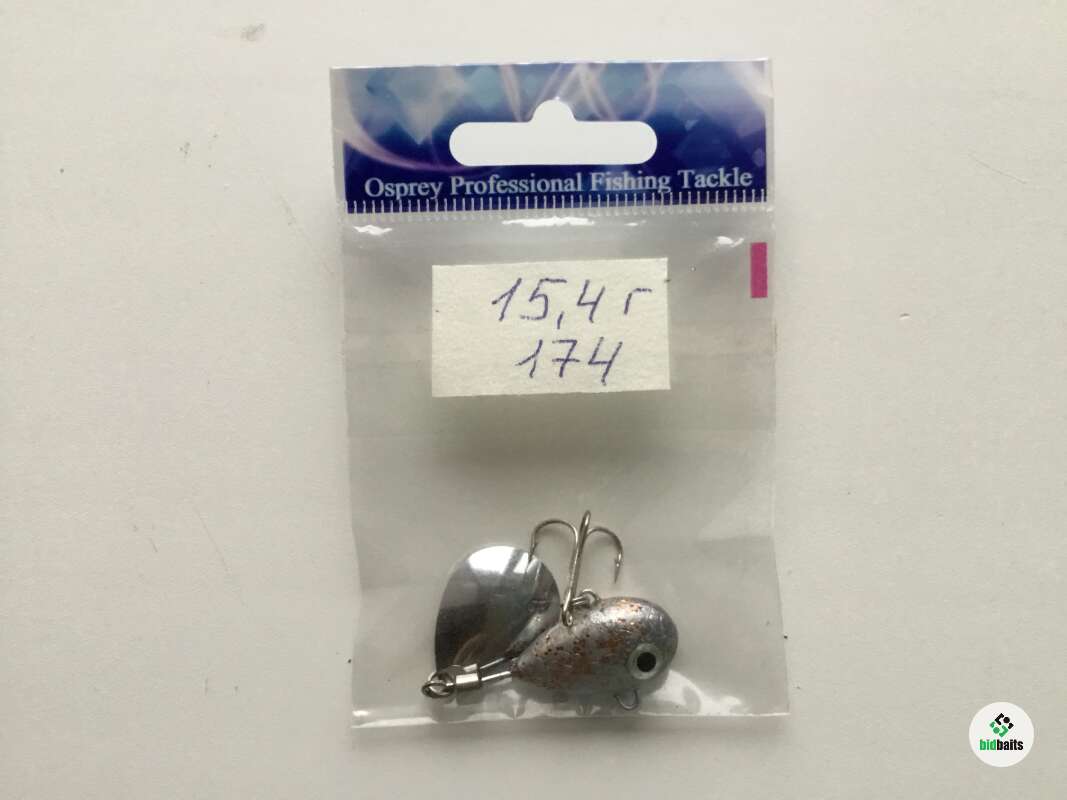 Osprey Professional Fishing Tackle
15,4 г
174
bidbaits